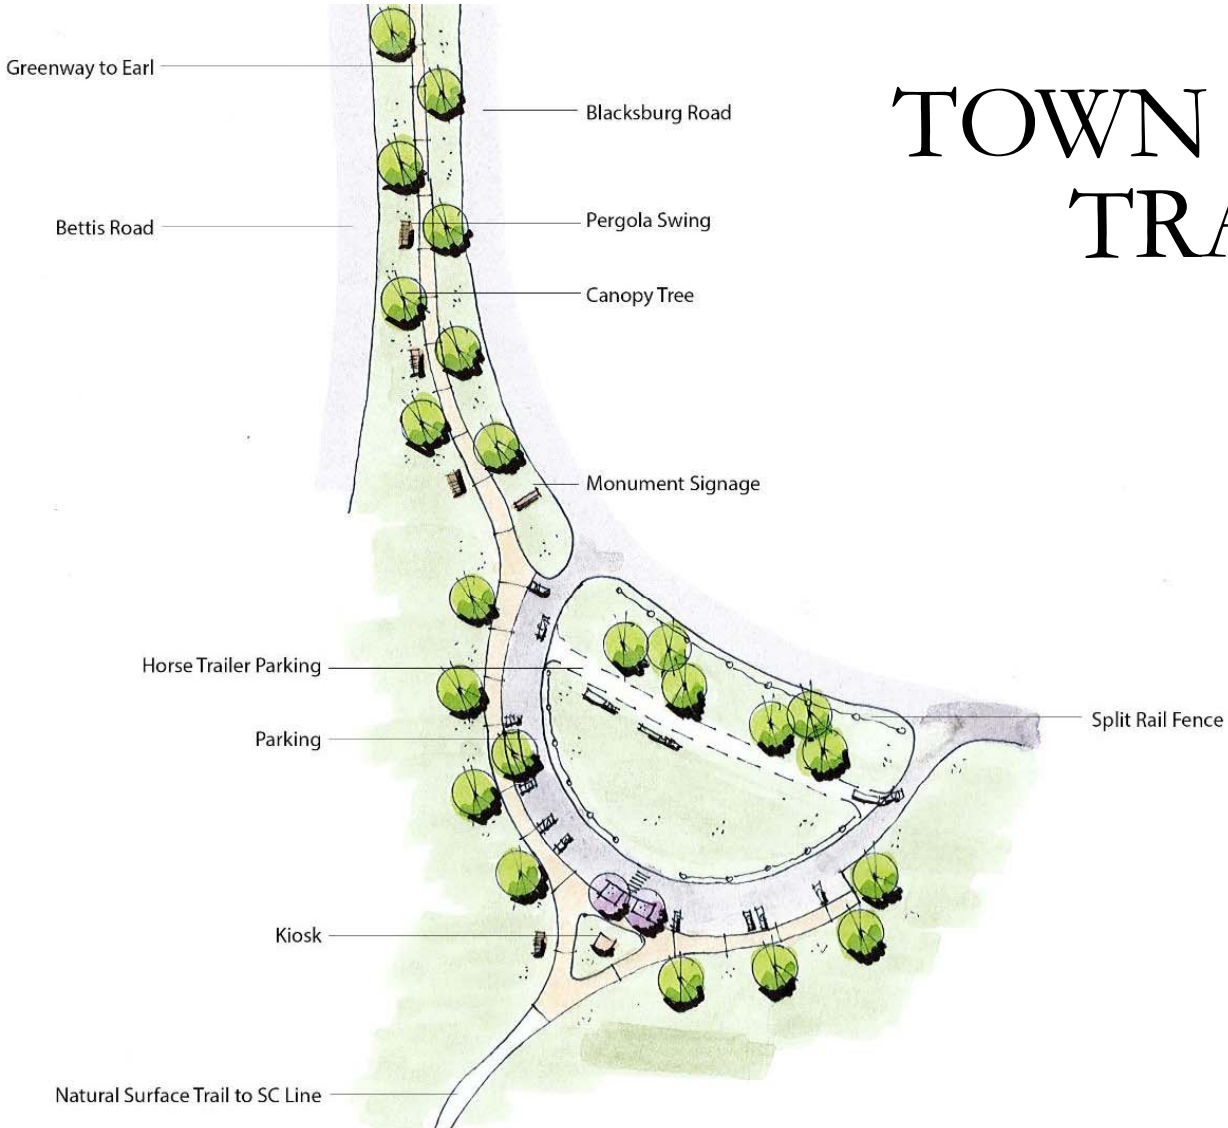 TOWN
TRA
Greenway to Earl
Blacksburg Road
Bettis Road
Pergola Swing
Canopy Tree
Monument Signage
Horse Trailer Parking
Split Rail Fence
Parking
Kiosk
Natural Surface Trail to SC Line